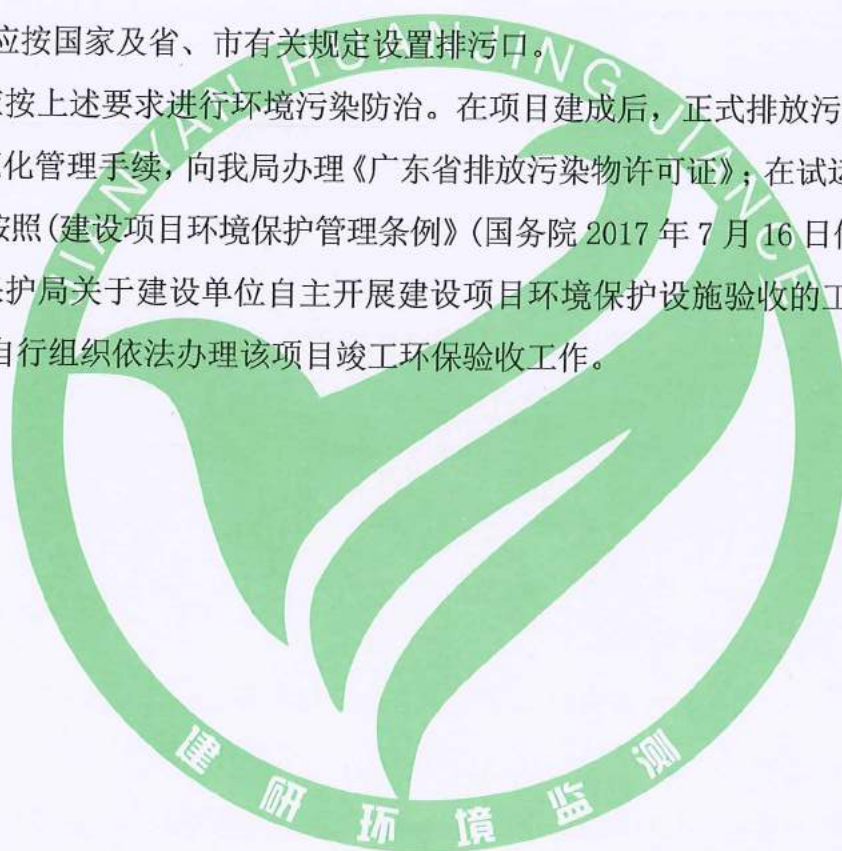 应按国家及省、市有关规定设置排污口。
按上述要求进行环境污染防治。在项目建成后，正式排放污
化管理手续，向我局办理《广东省排放污染物许可证》；在试运
按照(建设项目环境保护管理条例》(国务院 2017 年 7 月 16 日
护局关于建设单位自主开展建设项目环境保护设施验收的工
自行组织依法办理该项目竣工环保验收工作。
JIANYAN HUANJING JIANCE
建研环境监测